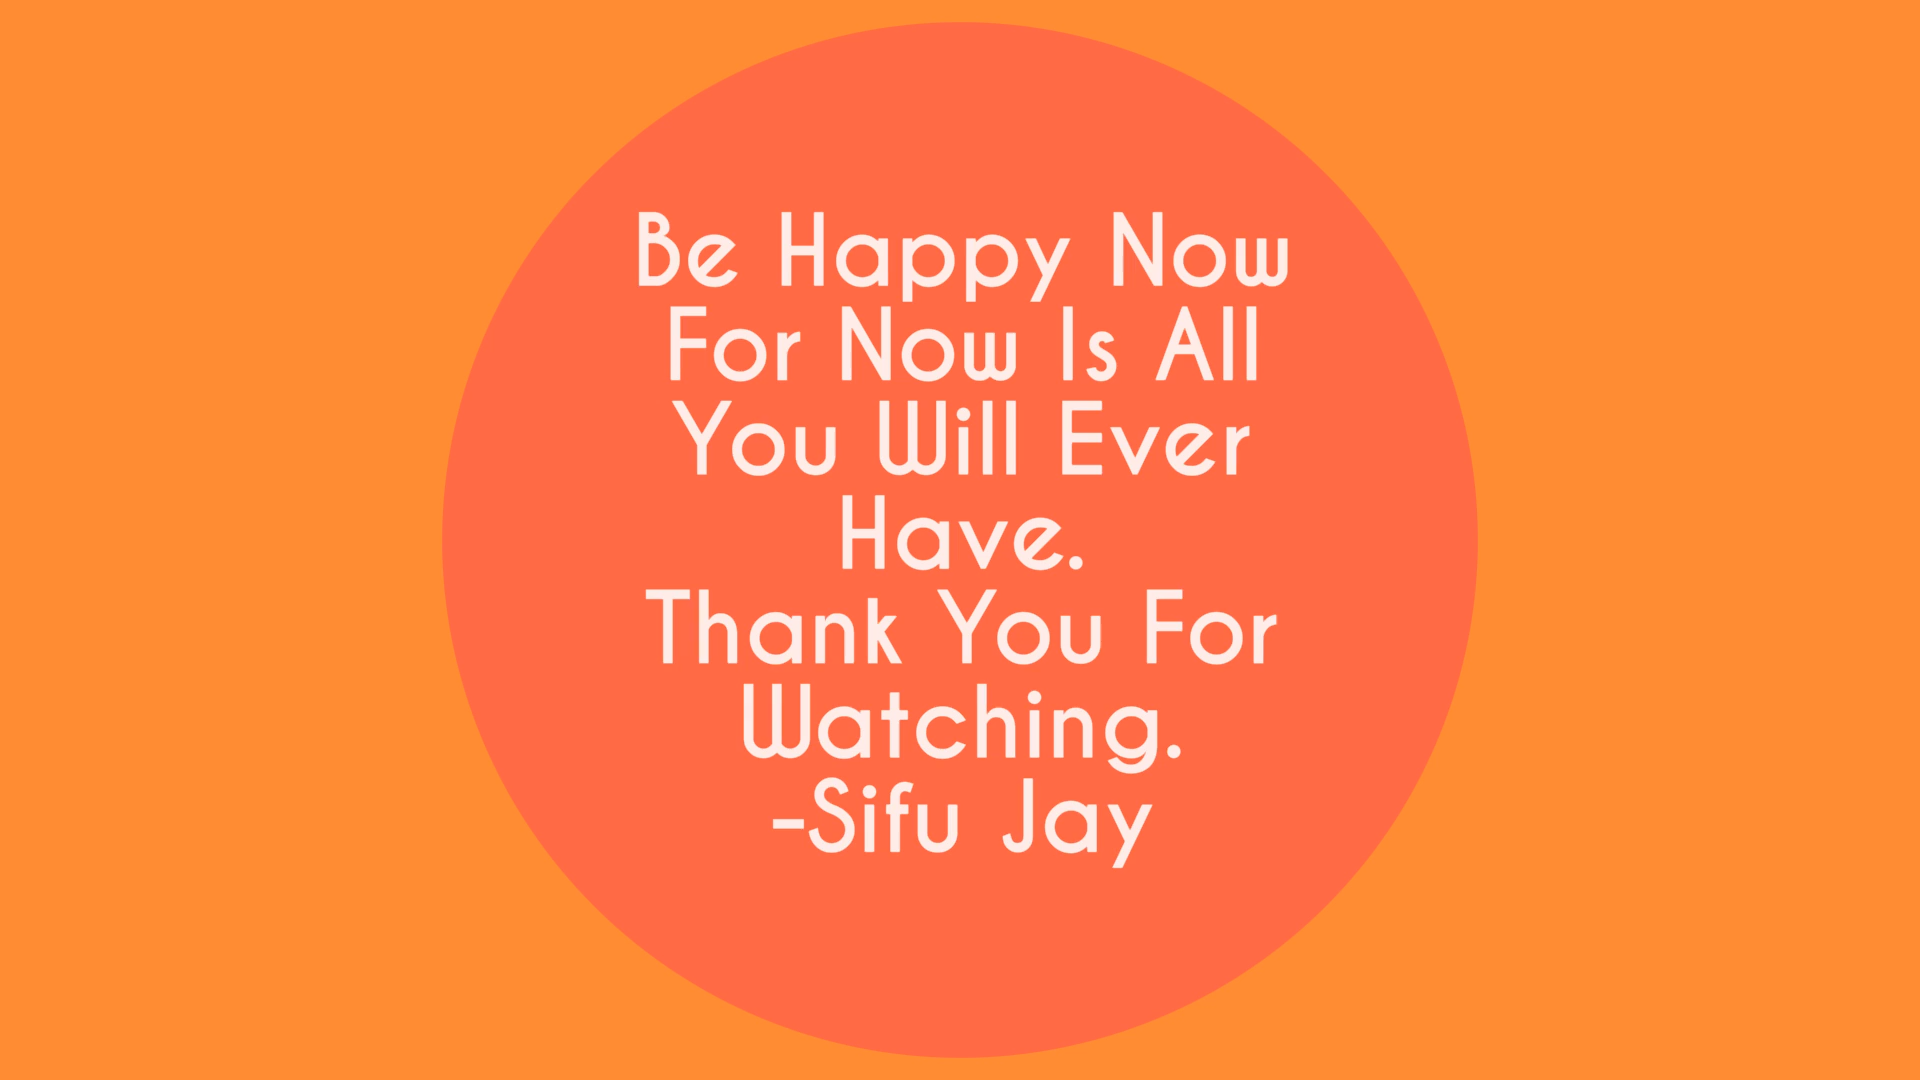 Be Happy Now
For Now Is All
You Will Ever
Have.
Thank You For
Watching.
-Sifu Jay